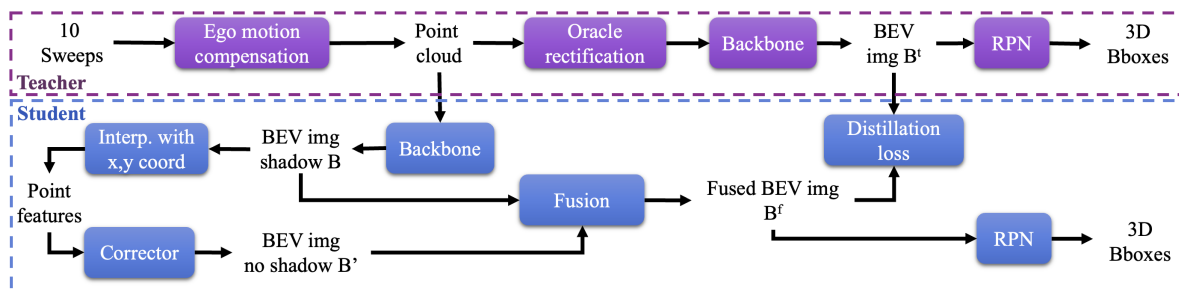 10
Sweeps
Ego motion
compensation
Point
cloud
Oracle
rectification
Backbone
BEV
img Bᵗ
RPN
3D
Bboxes
Teacher
Student
Interp. with
x,y coord
BEV img
shadow B
Backbone
Distillation
loss
Point
features
Fusion
Fused BEV img
Bᶠ
Corrector
BEV img
no shadow B’
RPN
3D
Bboxes